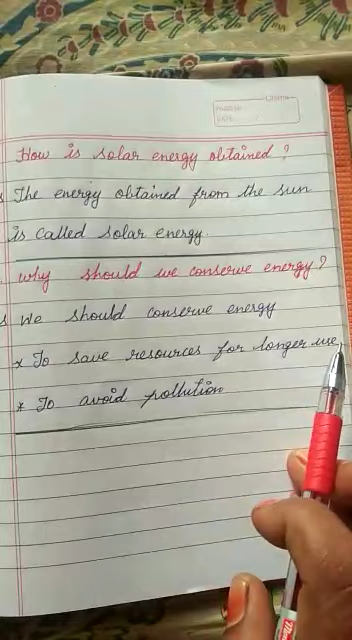 How is solar energy obtained?
The energy obtained from the sun
is called solar energy.
why should we conserve energy?
We should conserve energy
* To save resources for longer use
* To avoid pollution